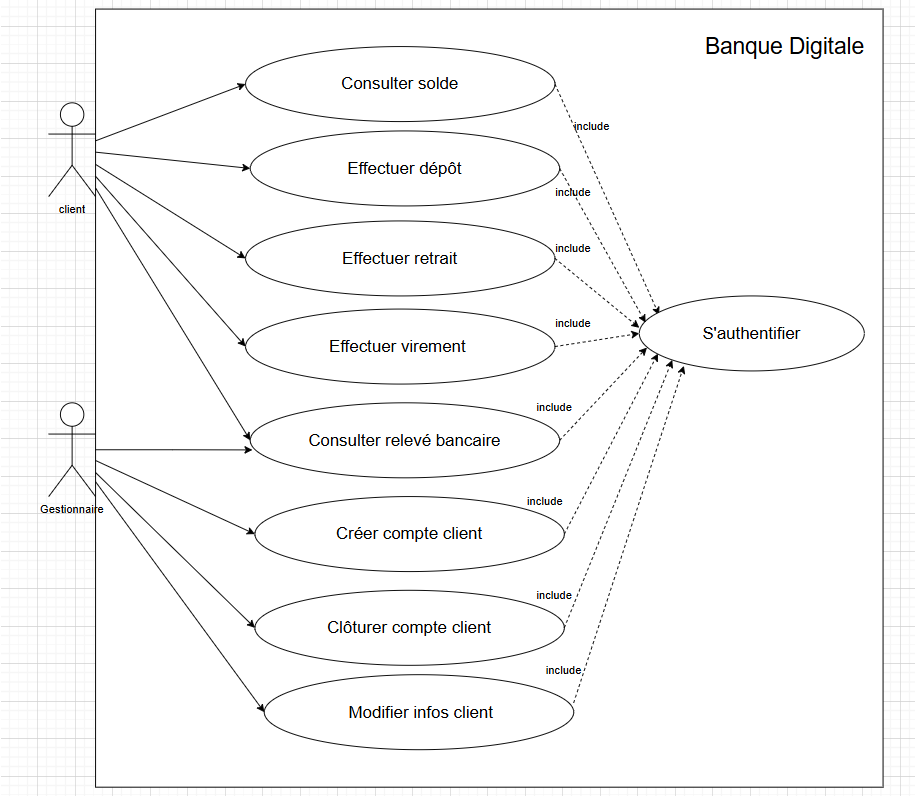 Banque Digitale
Consulter solde
include
Effectuer dépôt
include
client
Effectuer retrait
include
Effectuer virement
include
S'authentifier
Consulter relevé bancaire
include
Gestionnaire
Créer compte client
include
Clôturer compte client
include
Modifier infos client
include